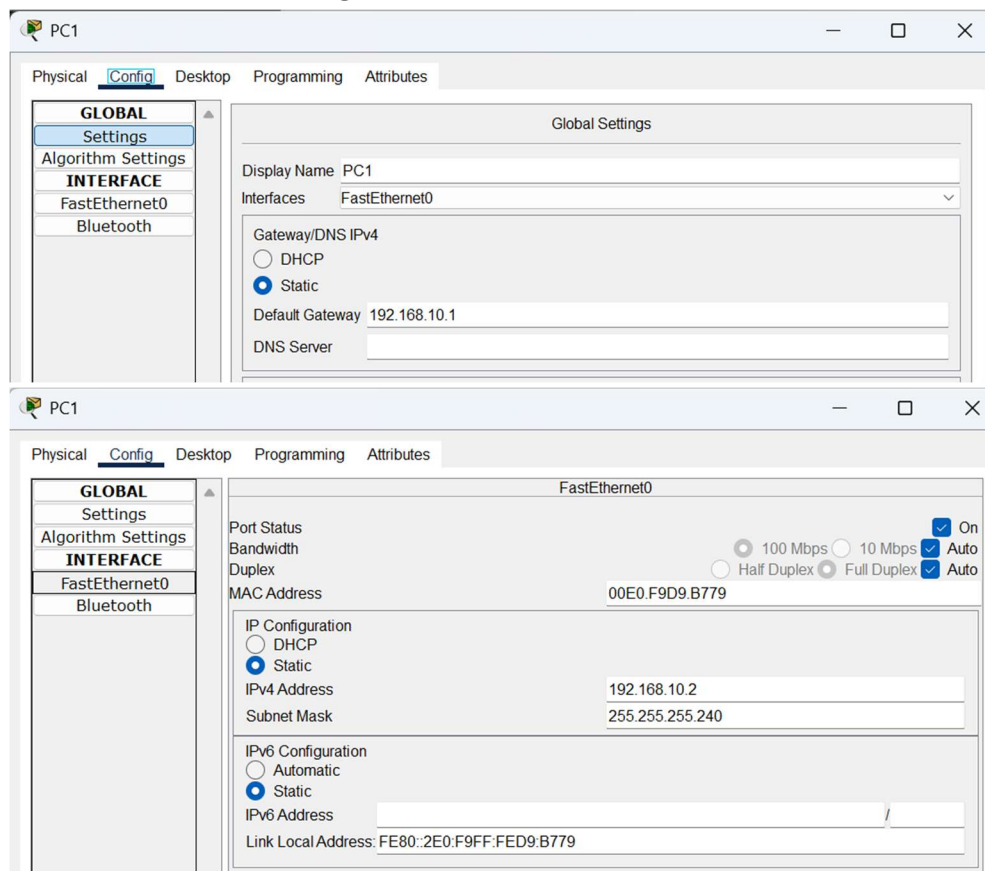 PC1
Physical Config Desktop Programming Attributes
GLOBAL
Settings
Algorithm Settings
INTERFACE
FastEthernet0
Bluetooth
Global Settings
Display Name PC1
Interfaces FastEthernet0
Gateway/DNS IPv4
DHCP
Static
Default Gateway 192.168.10.1
DNS Server
PC1
Physical Config Desktop Programming Attributes
GLOBAL
Settings
Algorithm Settings
INTERFACE
FastEthernet0
Bluetooth
FastEthernet0
Port Status On
Bandwidth 100 Mbps 10 Mbps Auto
Duplex Half Duplex Full Duplex Auto
MAC Address 00E0.F9D9.B779
IP Configuration
DHCP
Static
IPv4 Address 192.168.10.2
Subnet Mask 255.255.255.240
IPv6 Configuration
Automatic
Static
IPv6 Address /
Link Local Address: FE80::2E0:F9FF:FED9:B779